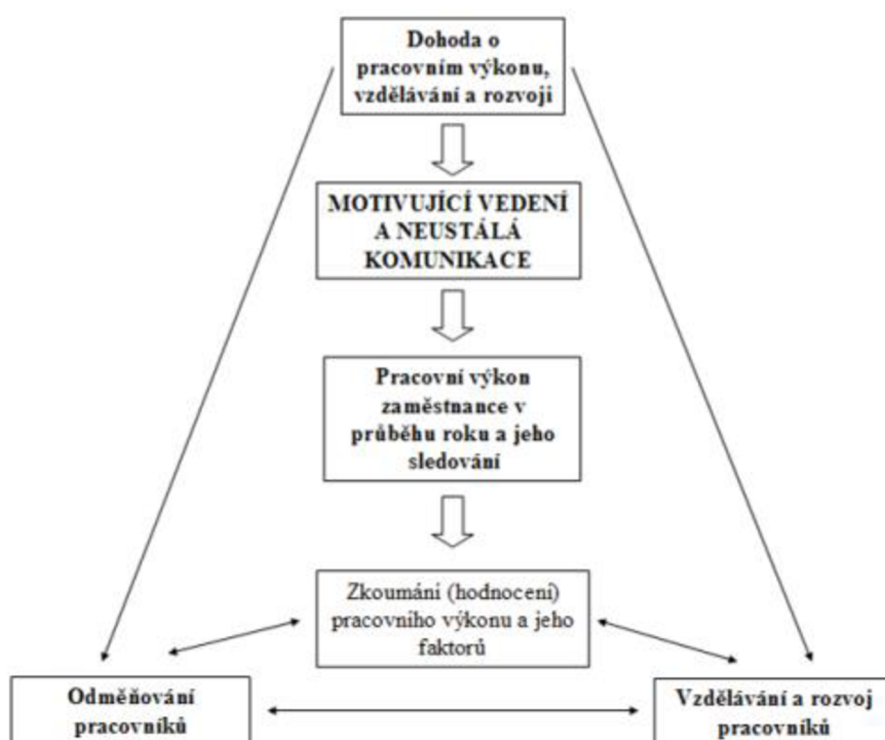 Dohoda o
pracovním výkonu,
vzdělávání a rozvoji
MOTIVUJÍCÍ VEDENÍ
A NEUSTÁLÁ
KOMUNIKACE
Pracovní výkon
zaměstnance v
průběhu roku a jeho
sledování
Zkoumání (hodnocení)
pracovního výkonu a jeho
faktorů
Odměňování
pracovníků
Vzdělávání a rozvoj
pracovníků